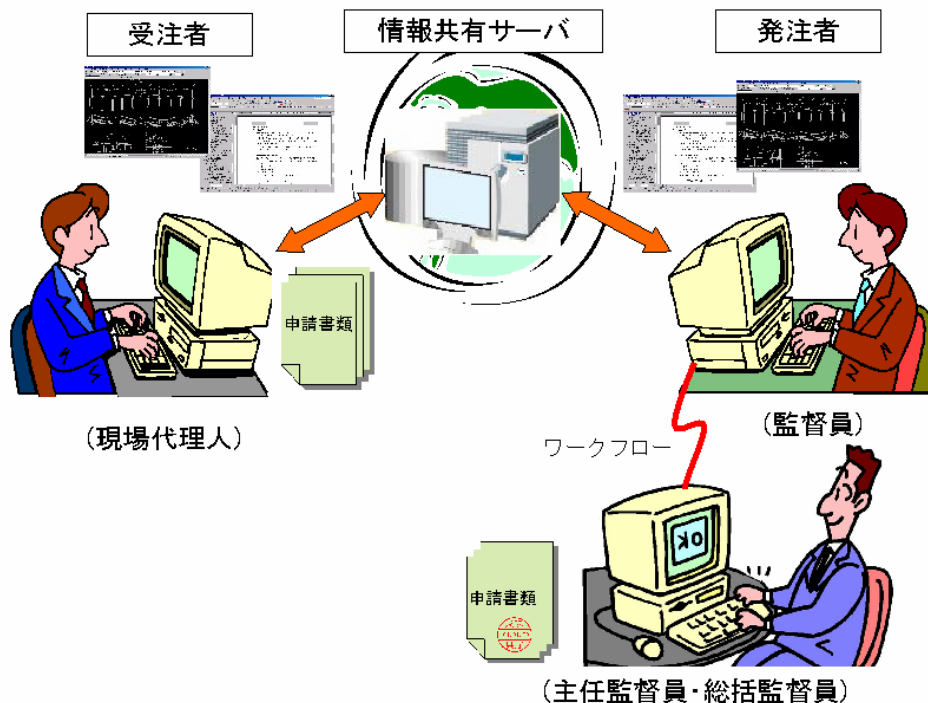 受注者
情報共有サーバ
発注者
申請書類
(現場代理人)
(監督員)
ワークフロー
OK
申請書類
(主任監督員・総括監督員)